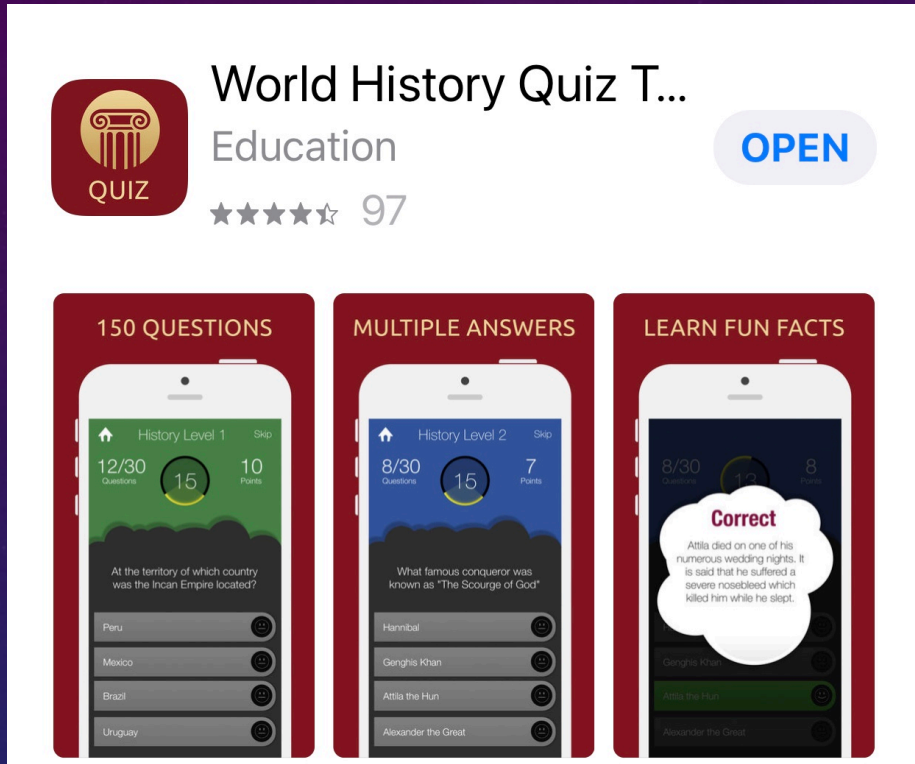 World History Quiz T...
Education
OPEN
QUIZ
97
150 QUESTIONS
History Level 1 Skip
12/30 15 10
Questions Points
At the territory of which country
was the Incan Empire located?
Peru
Mexico
Brazil
Uruguay
MULTIPLE ANSWERS
History Level 2 Skip
8/30 15 7
Questions Points
What famous conqueror was
known as "The Scourge of God"
Hannibal
Genghis Khan
Attila the Hun
Alexander the Great
LEARN FUN FACTS
8/30 13 8
Questions Points
Correct
Attila died on one of his
numerous wedding nights. It
is said that he suffered a
severe nosebleed which
killed him while he slept.
Genghis Khan
Attila the Hun
Alexander the Great